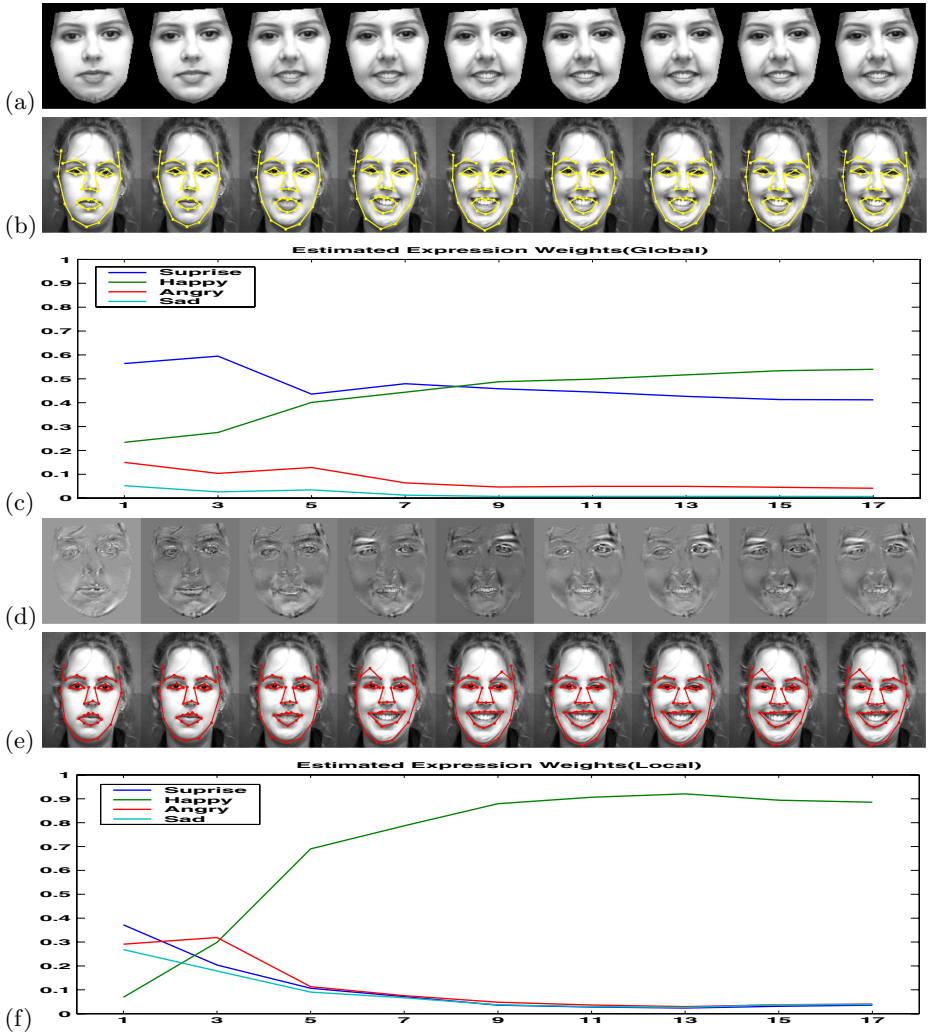 (a)
(b)
Estimated Expression Weights(Global)
1
0.9
0.8
0.7
0.6
0.5
0.4
0.3
0.2
0.1
0
Suprise
Happy
Angry
Sad
1 3 5 7 9 11 13 15 17
(c)
(d)
(e)
Estimated Expression Weights(Local)
1
0.9
0.8
0.7
0.6
0.5
0.4
0.3
0.2
0.1
0
Suprise
Happy
Angry
Sad
1 3 5 7 9 11 13 15 17
(f)